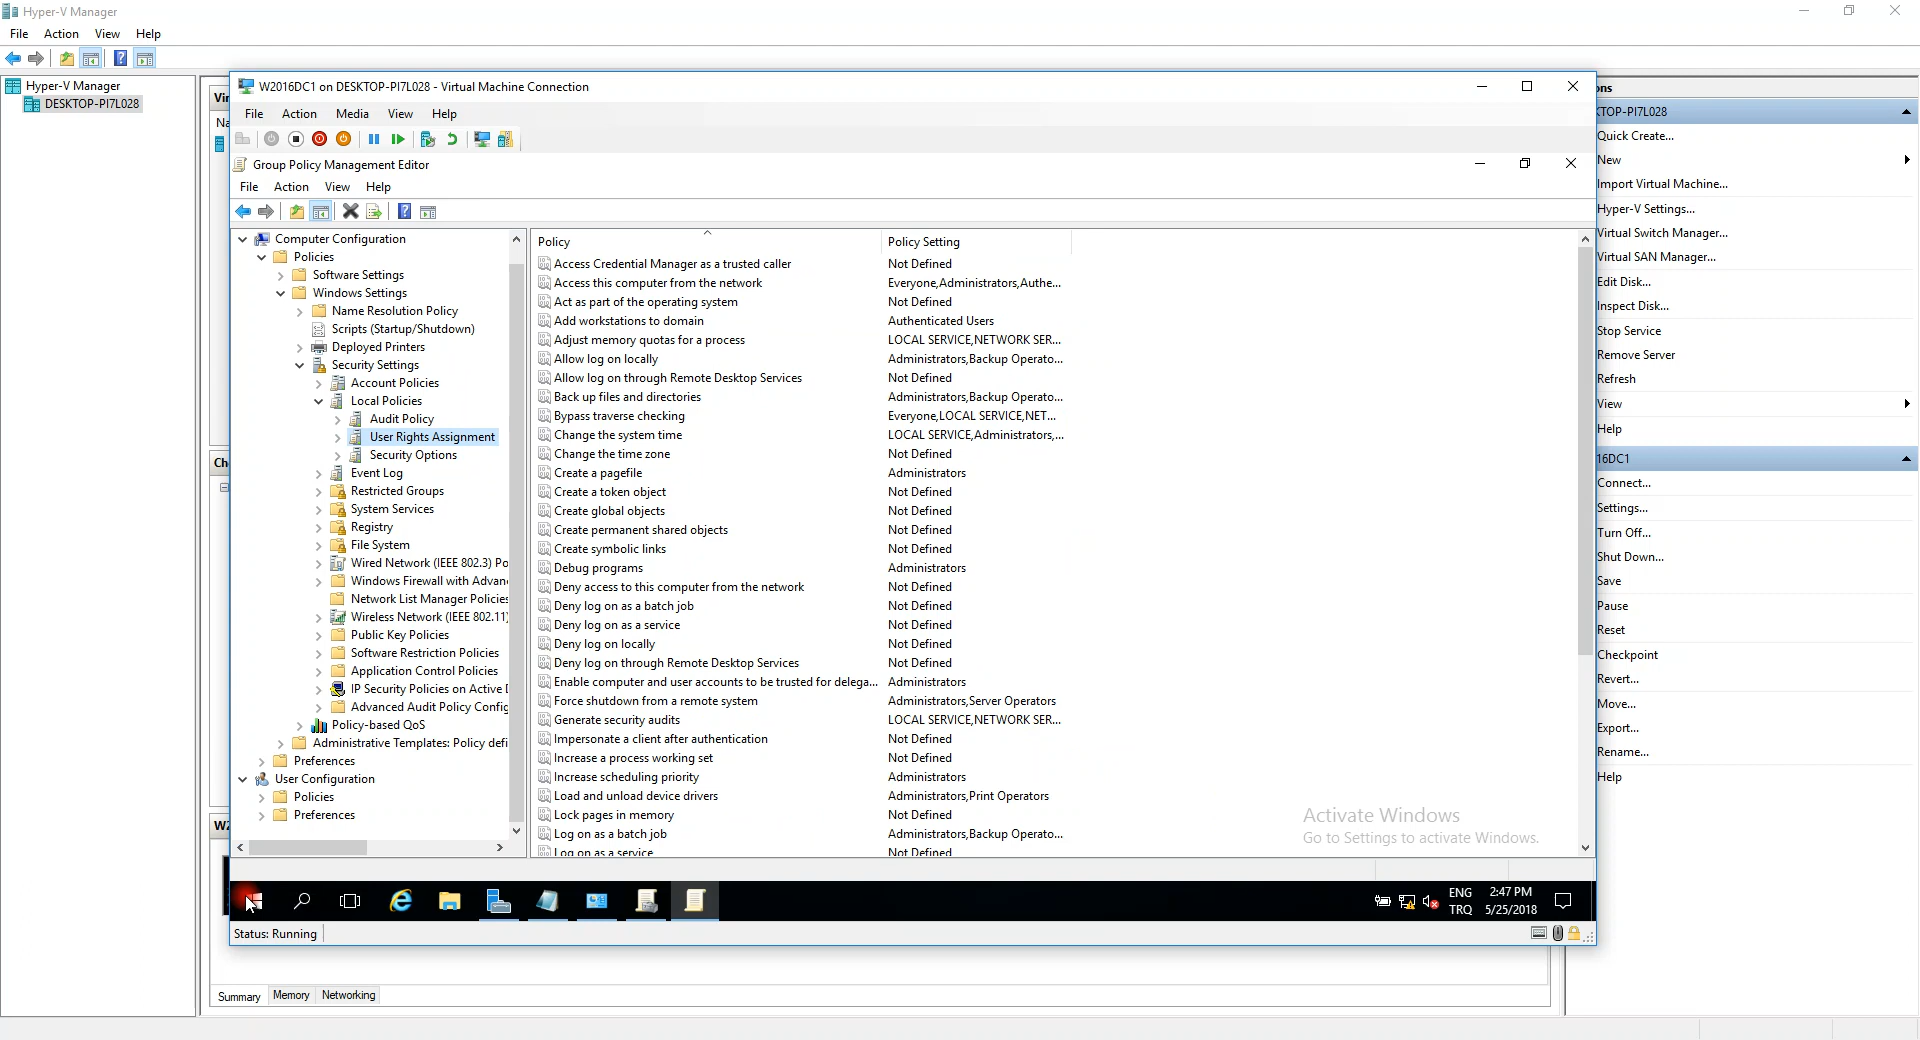 Hyper-V Manager
File Action View Help
Hyper-V Manager
DESKTOP-PI7L028
W2016DC1 on DESKTOP-PI7L028 - Virtual Machine Connection
File Action Media View Help
Group Policy Management Editor
File Action View Help
Computer Configuration
Policies
Software Settings
Windows Settings
Name Resolution Policy
Scripts (Startup/Shutdown)
Deployed Printers
Security Settings
Account Policies
Local Policies
Audit Policy
User Rights Assignment
Security Options
Event Log
Restricted Groups
System Services
Registry
File System
Wired Network (IEEE 802.3) Po
Windows Firewall with Advan
Network List Manager Policies
Wireless Network (IEEE 802.11)
Public Key Policies
Software Restriction Policies
Application Control Policies
IP Security Policies on Active D
Advanced Audit Policy Config
Policy-based QoS
Administrative Templates: Policy defi
Preferences
User Configuration
Policies
Preferences
Policy Policy Setting
Access Credential Manager as a trusted caller Not Defined
Access this computer from the network Everyone,Administrators,Authe...
Act as part of the operating system Not Defined
Add workstations to domain Authenticated Users
Adjust memory quotas for a process LOCAL SERVICE,NETWORK SER...
Allow log on locally Administrators,Backup Operato...
Allow log on through Remote Desktop Services Not Defined
Back up files and directories Administrators,Backup Operato...
Bypass traverse checking Everyone,LOCAL SERVICE,NET...
Change the system time LOCAL SERVICE,Administrators,...
Change the time zone Not Defined
Create a pagefile Administrators
Create a token object Not Defined
Create global objects Not Defined
Create permanent shared objects Not Defined
Create symbolic links Not Defined
Debug programs Administrators
Deny access to this computer from the network Not Defined
Deny log on as a batch job Not Defined
Deny log on as a service Not Defined
Deny log on locally Not Defined
Deny log on through Remote Desktop Services Not Defined
Enable computer and user accounts to be trusted for delega... Administrators
Force shutdown from a remote system Administrators,Server Operators
Generate security audits LOCAL SERVICE,NETWORK SER...
Impersonate a client after authentication Not Defined
Increase a process working set Not Defined
Increase scheduling priority Administrators
Load and unload device drivers Administrators,Print Operators
Lock pages in memory Not Defined
Log on as a batch job Administrators,Backup Operato...
Log on as a service Not Defined
Activate Windows
Go to Settings to activate Windows.
ENG 2:47 PM
TRQ 5/25/2018
Status: Running
Summary Memory Networking
Vir
Na
Ch
W2
ons
KTOP-PI7L028
Quick Create...
New
Import Virtual Machine...
Hyper-V Settings...
Virtual Switch Manager...
Virtual SAN Manager...
Edit Disk...
Inspect Disk...
Stop Service
Remove Server
Refresh
View
Help
16DC1
Connect...
Settings...
Turn Off...
Shut Down...
Save
Pause
Reset
Checkpoint
Revert...
Move...
Export...
Rename...
Help